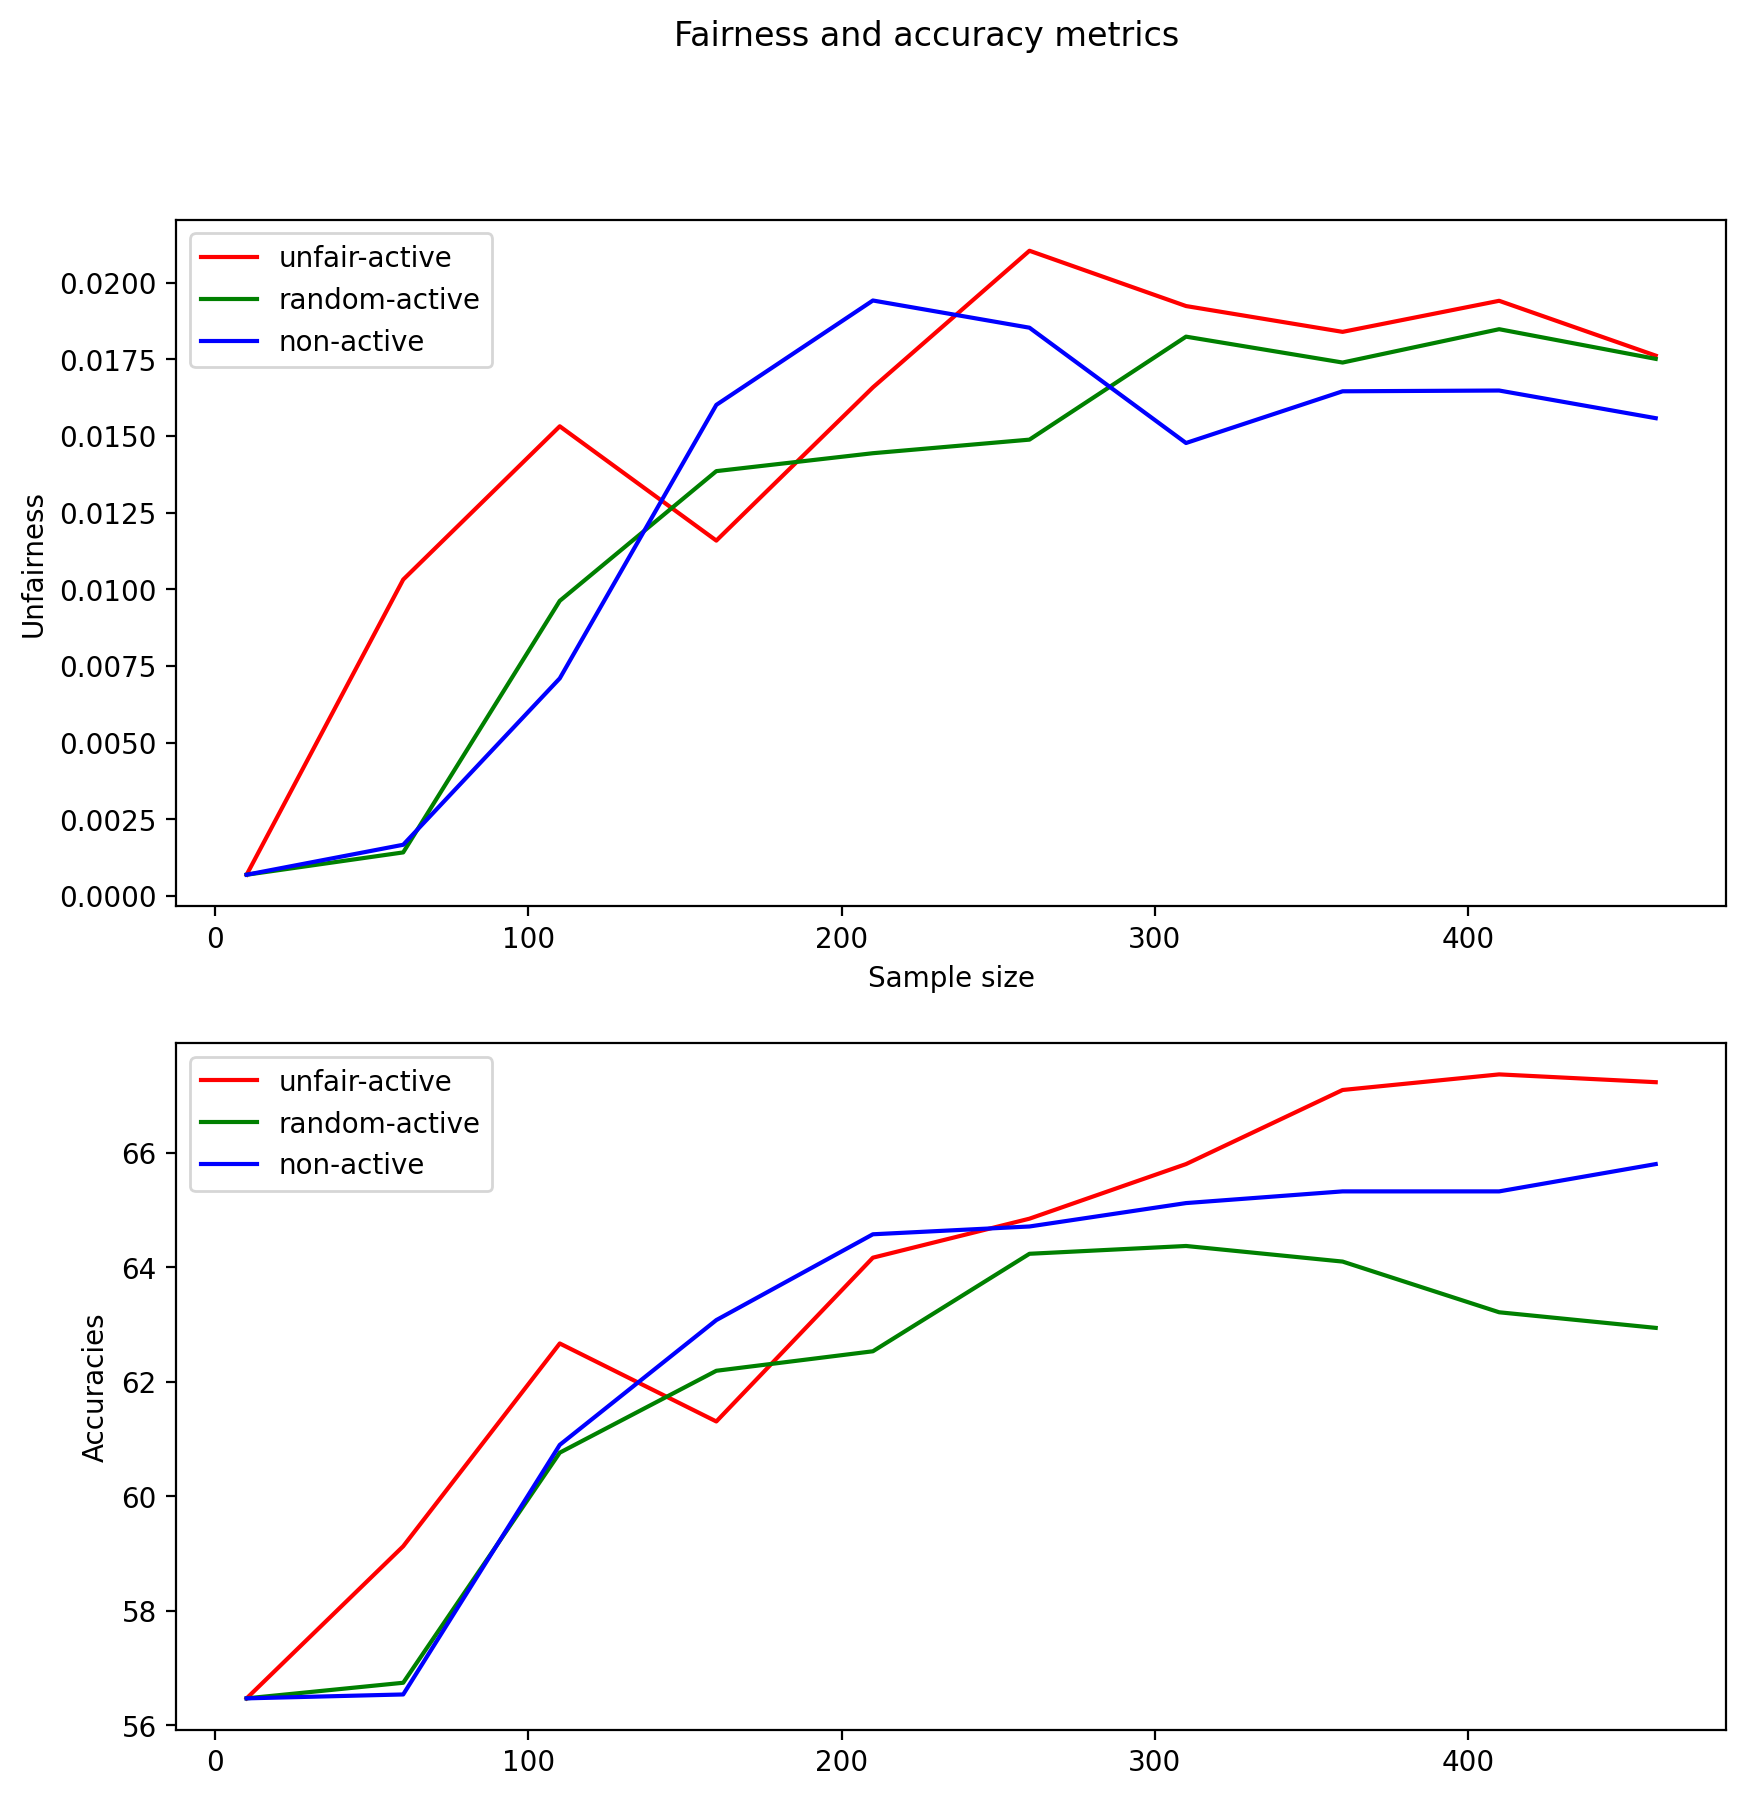 Fairness and accuracy metrics
unfair-active
random-active
non-active
Unfairness
0.0200
0.0175
0.0150
0.0125
0.0100
0.0075
0.0050
0.0025
0.0000
0 100 200 300 400
Sample size
unfair-active
random-active
non-active
Accuracies
66
64
62
60
58
56
0 100 200 300 400